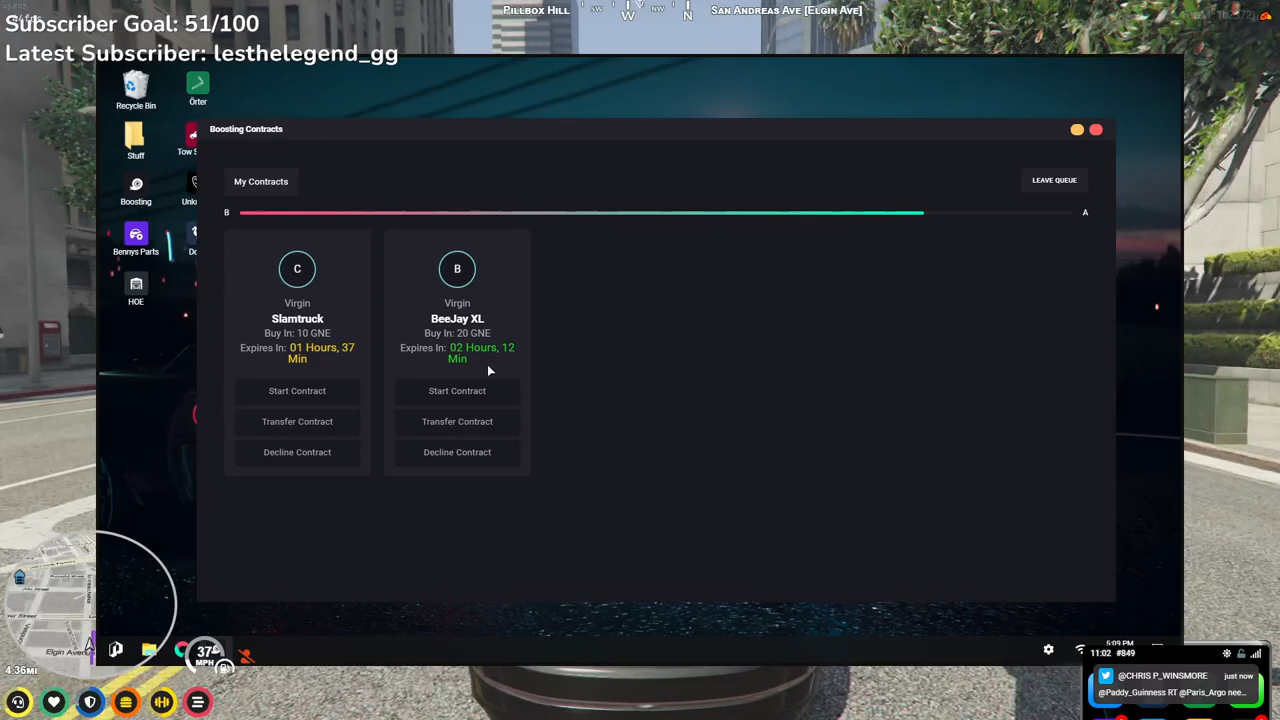 Subscriber Goal: 51/100
Latest Subscriber: lesthelegend_gg
PILLBOX HILL
SW
W
NW
N
SAN ANDREAS AVE [ELGIN AVE]
Recycle Bin
Örter
Stuff
Tow S
Boosting
Bennys Parts
HOE
Boosting Contracts
My Contracts
LEAVE QUEUE
B
A
C
Virgin
Slamtruck
Buy In: 10 GNE
Expires In: 01 Hours, 37
Min
Start Contract
Transfer Contract
Decline Contract
B
Virgin
BeeJay XL
Buy In: 20 GNE
Expires In: 02 Hours, 12
Min
Start Contract
Transfer Contract
Decline Contract
37
MPH
4.36MI
5:09 PM
11:02 #849
@CHRIS P_WINSMORE just now
@Paddy_Guinness RT @Paris_Argo nee...